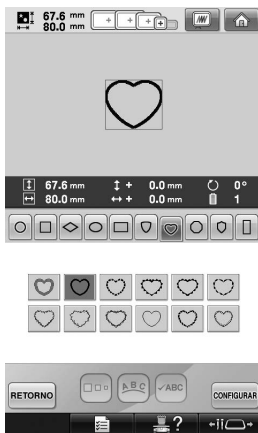 67.6 mm
80.0 mm
67.6 mm + 0.0 mm 0°
80.0 mm + 0.0 mm 1
ABC ABC
RETORNO CONFIGURAR
?